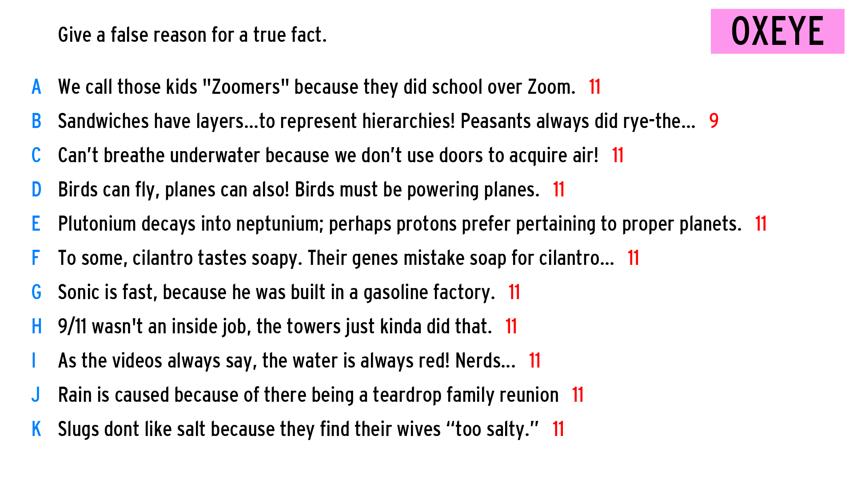 Give a false reason for a true fact.
OXEYE
A We call those kids "Zoomers" because they did school over Zoom. 11
B Sandwiches have layers...to represent hierarchies! Peasants always did rye-the... 9
C Can't breathe underwater because we don't use doors to acquire air! 11
D Birds can fly, planes can also! Birds must be powering planes. 11
E Plutonium decays into neptunium; perhaps protons prefer pertaining to proper planets. 11
F To some, cilantro tastes soapy. Their genes mistake soap for cilantro... 11
G Sonic is fast, because he was built in a gasoline factory. 11
H 9/11 wasn't an inside job, the towers just kinda did that. 11
I As the videos always say, the water is always red! Nerds... 11
J Rain is caused because of there being a teardrop family reunion 11
K Slugs dont like salt because they find their wives “too salty.” 11